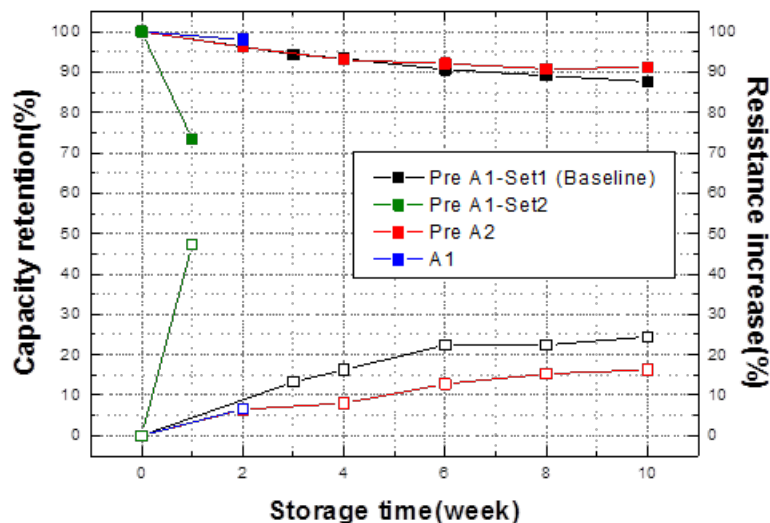 Capacity retention(%)
100
90
80
70
60
50
40
30
20
10
0
Pre A1-Set1 (Baseline)
Pre A1-Set2
Pre A2
A1
100
90
80
70
60
50
40
30
20
10
0
Resistance increase(%)
0 2 4 6 8 10
Storage time(week)